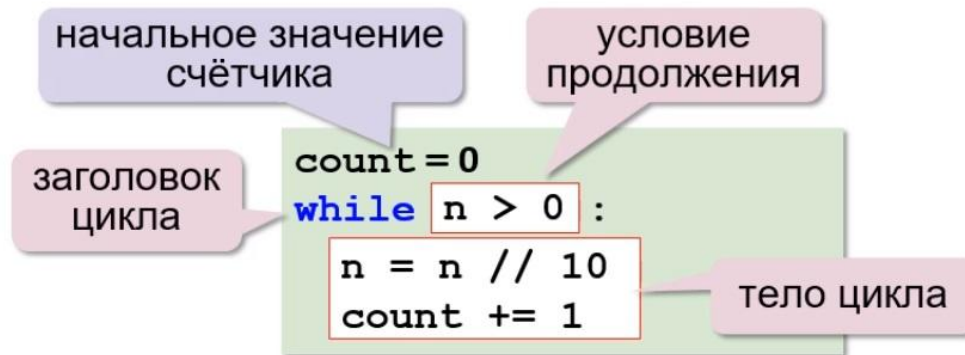 начальное значение
счётчика
условие
продолжения
заголовок
цикла
count = 0
while n > 0 :
n = n // 10
count += 1
тело цикла